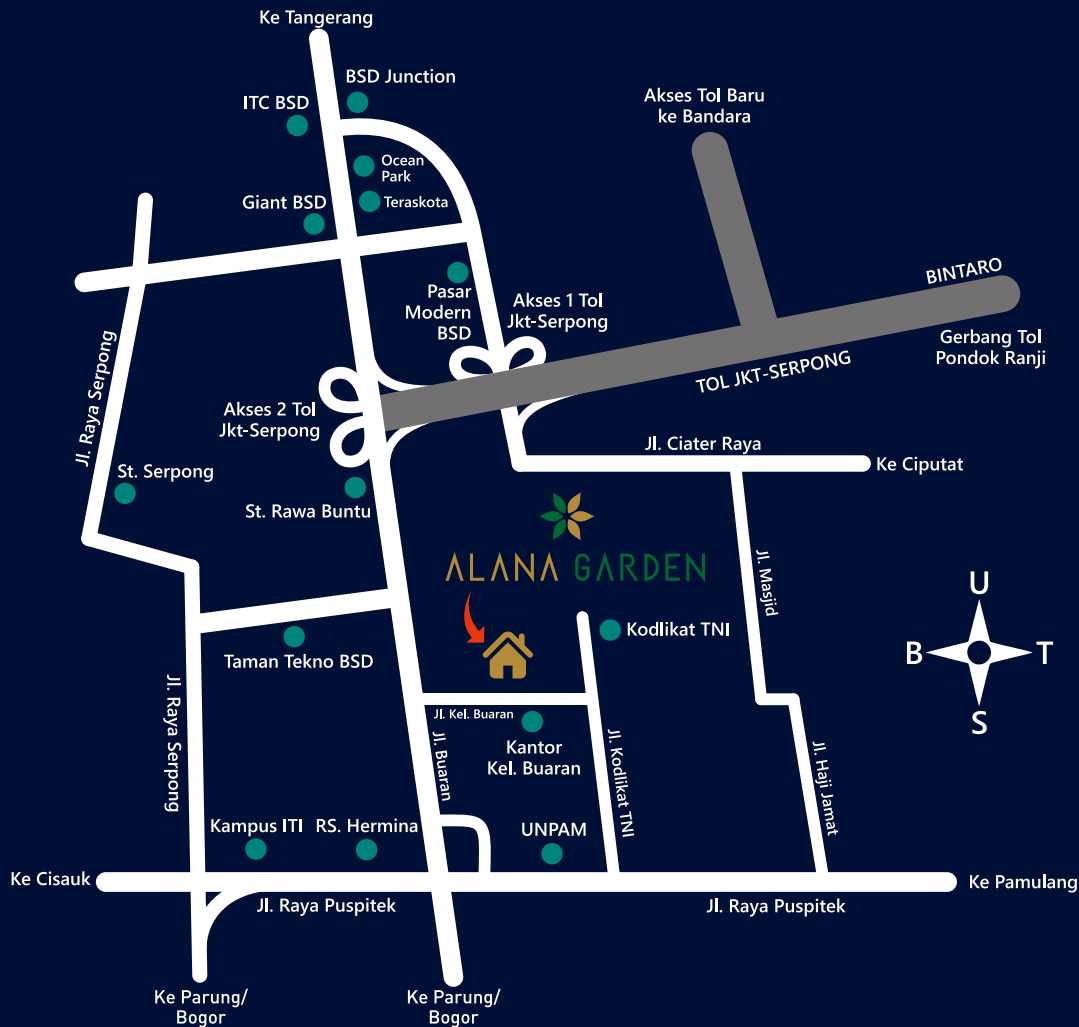 Ke Tangerang
BSD Junction
ITC BSD
Akses Tol Baru
ke Bandara
Ocean
Park
Giant BSD
Teraskota
BINTARO
Pasar
Modern
BSD
Akses 1 Tol
Jkt-Serpong
Gerbang Tol
Pondok Ranji
TOL JKT-SERPONG
Jl. Raya Serpong
Akses 2 Tol
Jkt-Serpong
Jl. Ciater Raya
Ke Ciputat
St. Serpong
St. Rawa Buntu
ALANA GARDEN
Jl. Masjid
U
B
T
S
Kodlikat TNI
Taman Tekno BSD
Jl. Raya Serpong
Jl. Kel. Buaran
Jl. Buaran
Kantor
Kel. Buaran
Jl. Kodlikat TNI
Jl. Haji Jamat
Kampus ITI
RS. Hermina
UNPAM
Ke Cisauk
Ke Pamulang
Jl. Raya Puspitek
Jl. Raya Puspitek
Ke Parung/
Bogor
Ke Parung/
Bogor